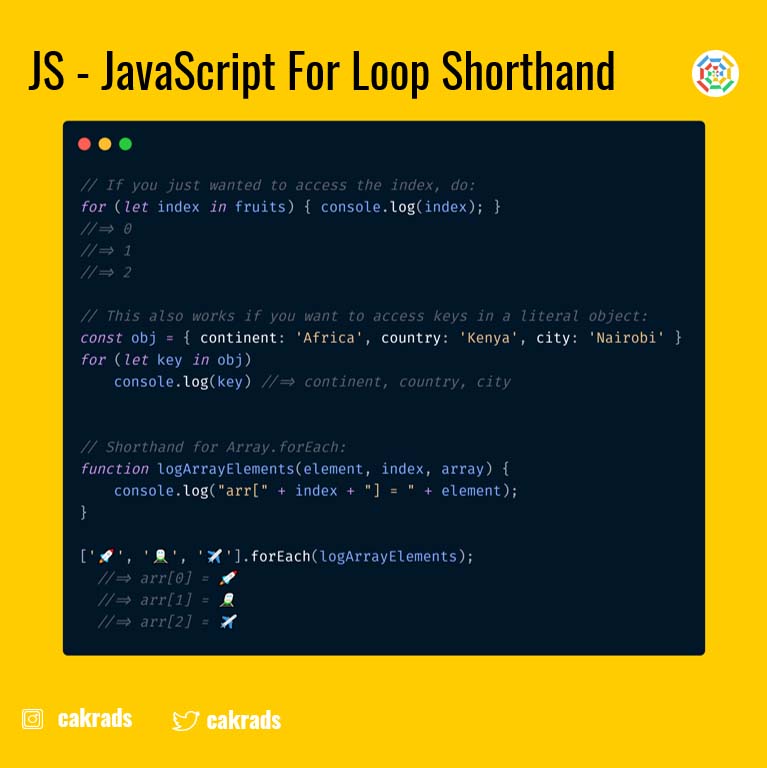 JS - JavaScript For Loop Shorthand
// If you just wanted to access the index, do:
for (let index in fruits) { console.log(index); }
//=> 0
//=> 1
//=> 2
// This also works if you want to access keys in a literal object:
const obj = { continent: 'Africa', country: 'Kenya', city: 'Nairobi' }
for (let key in obj)
    console.log(key) //=> continent, country, city
// Shorthand for Array.forEach:
function logArrayElements(element, index, array) {
    console.log("arr[" + index + "] = " + element);
}
['🚀', '👨‍🚀', '✈️'].forEach(logArrayElements);
  //=> arr[0] = 🚀
  //=> arr[1] = 👨‍🚀
  //=> arr[2] = ✈️
cakrads
cakrads